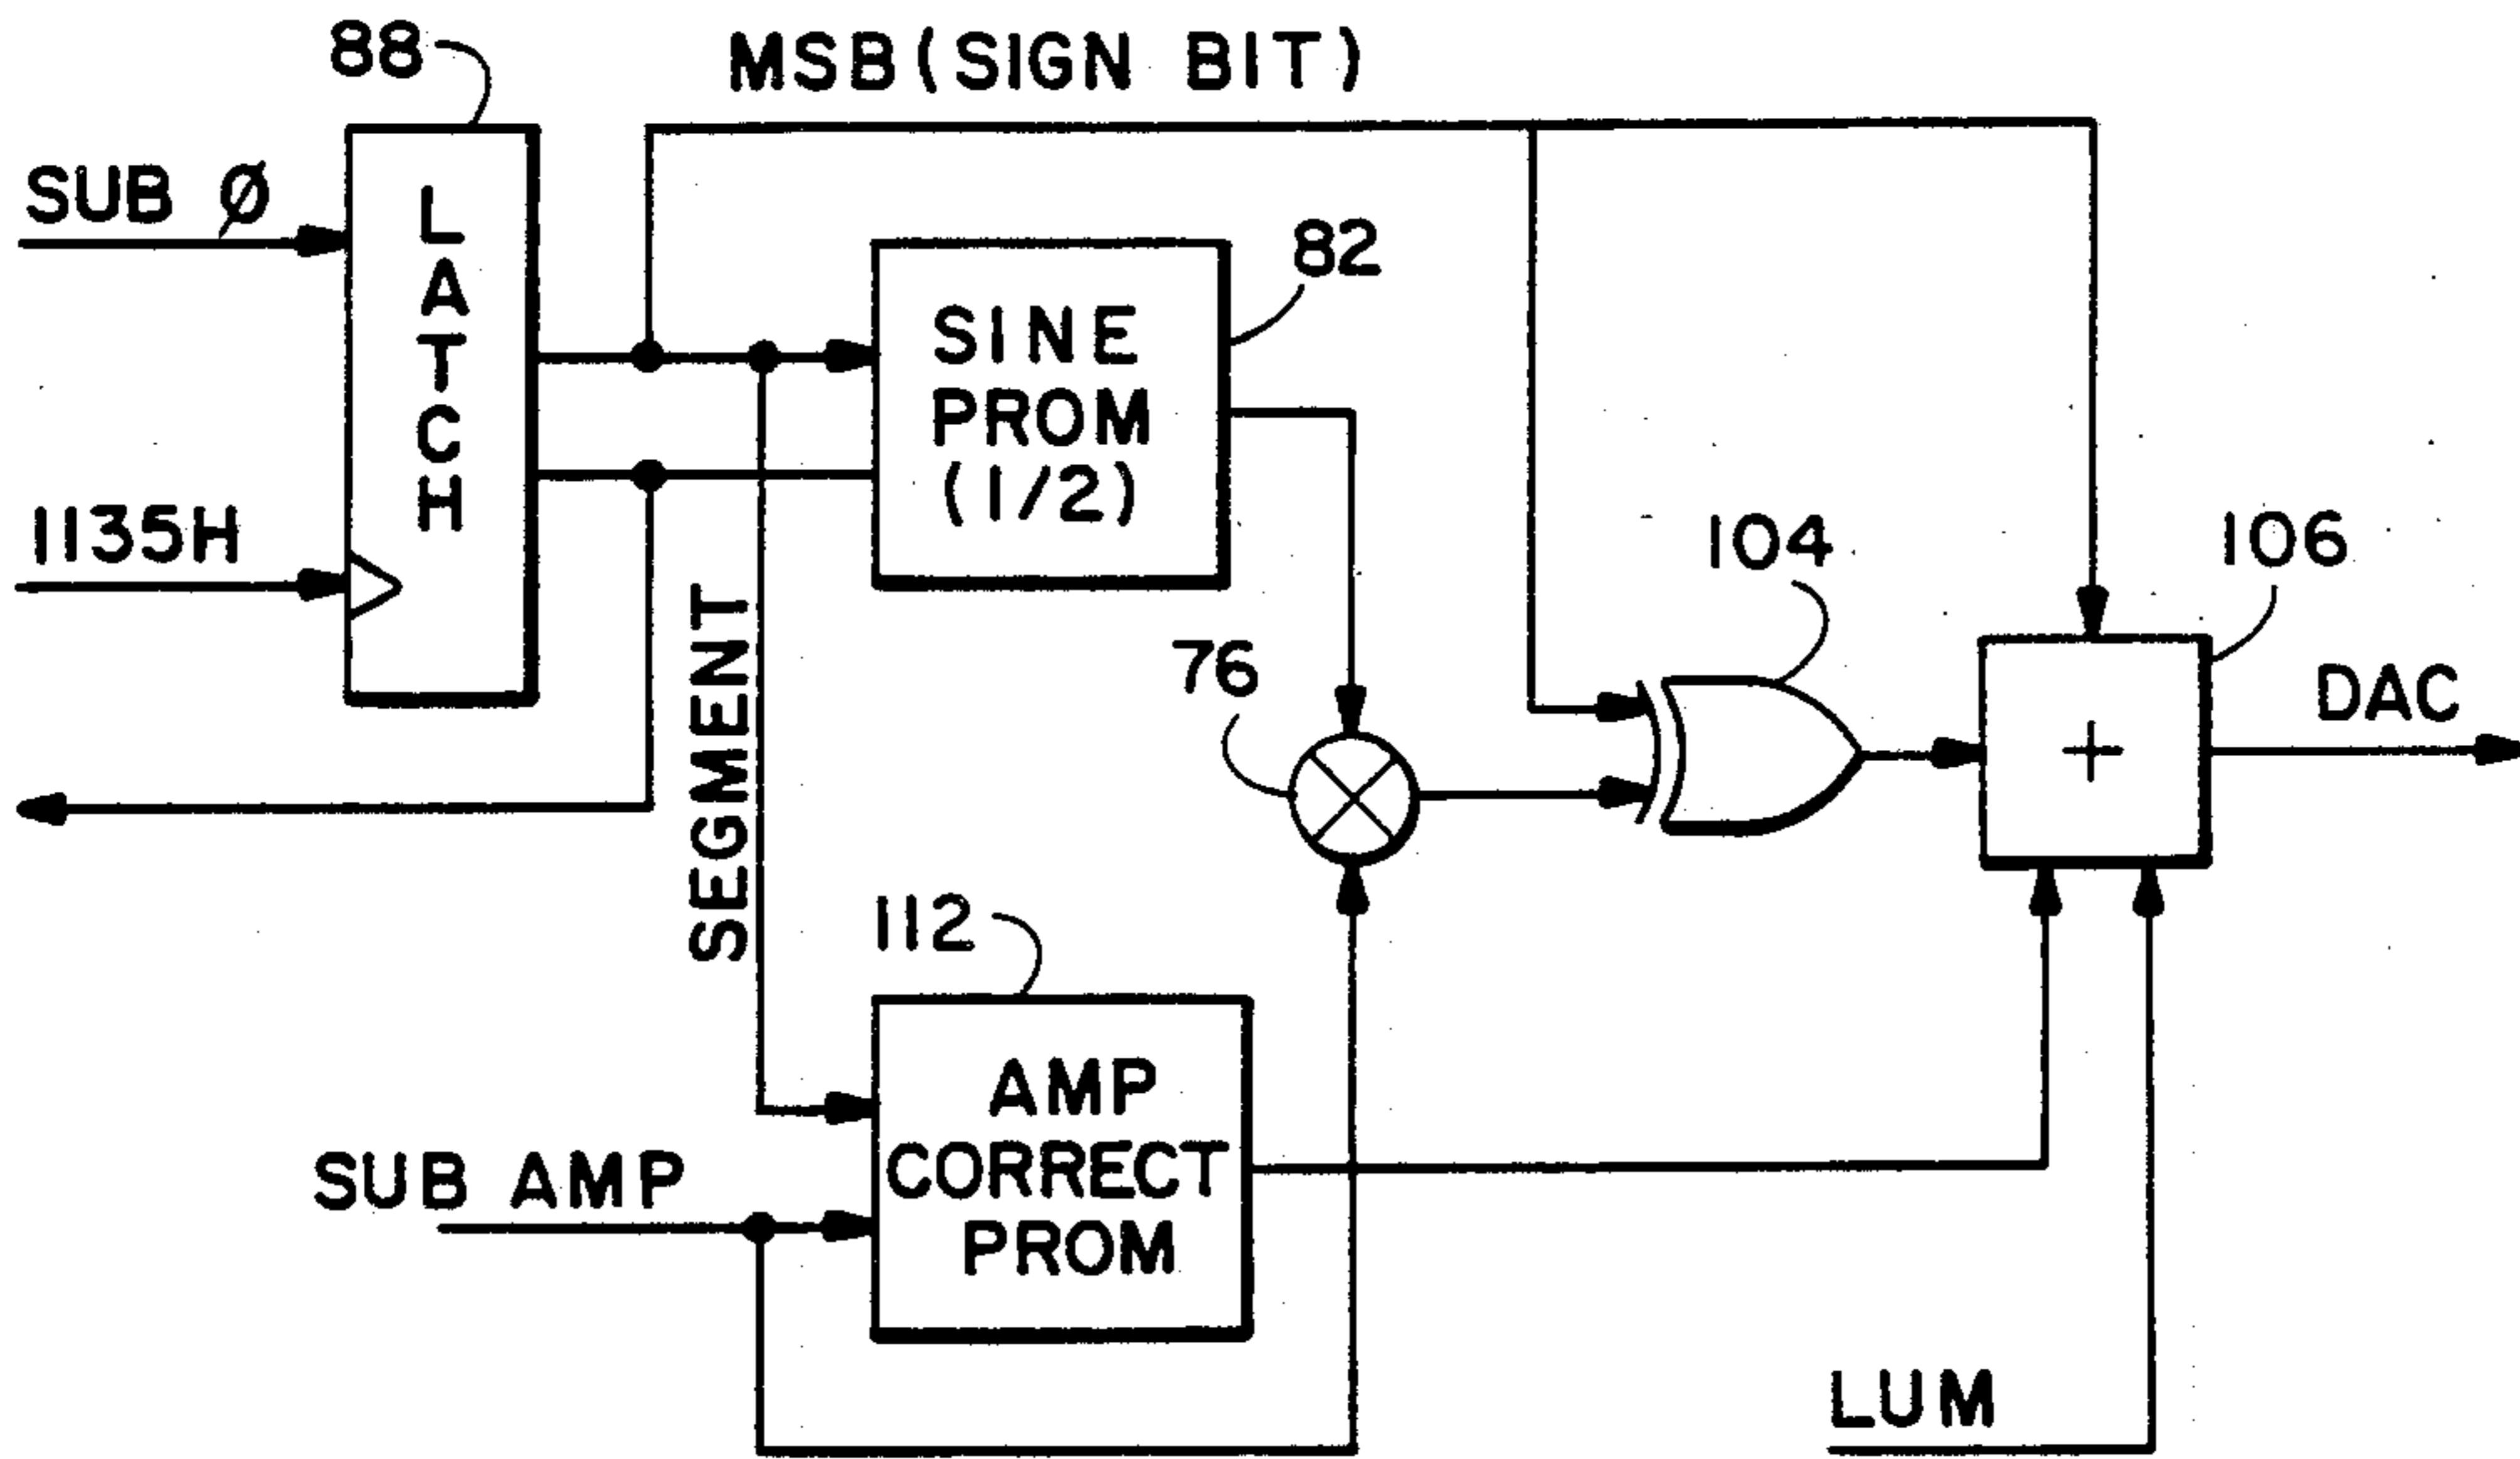 88
MSB(SIGN BIT)
SUB Ø
LATCH
82
SINE
PROM
(1/2)
1135H
104
106
SEGMENT
76
DAC
+
112
AMP
CORRECT
PROM
SUB AMP
LUM